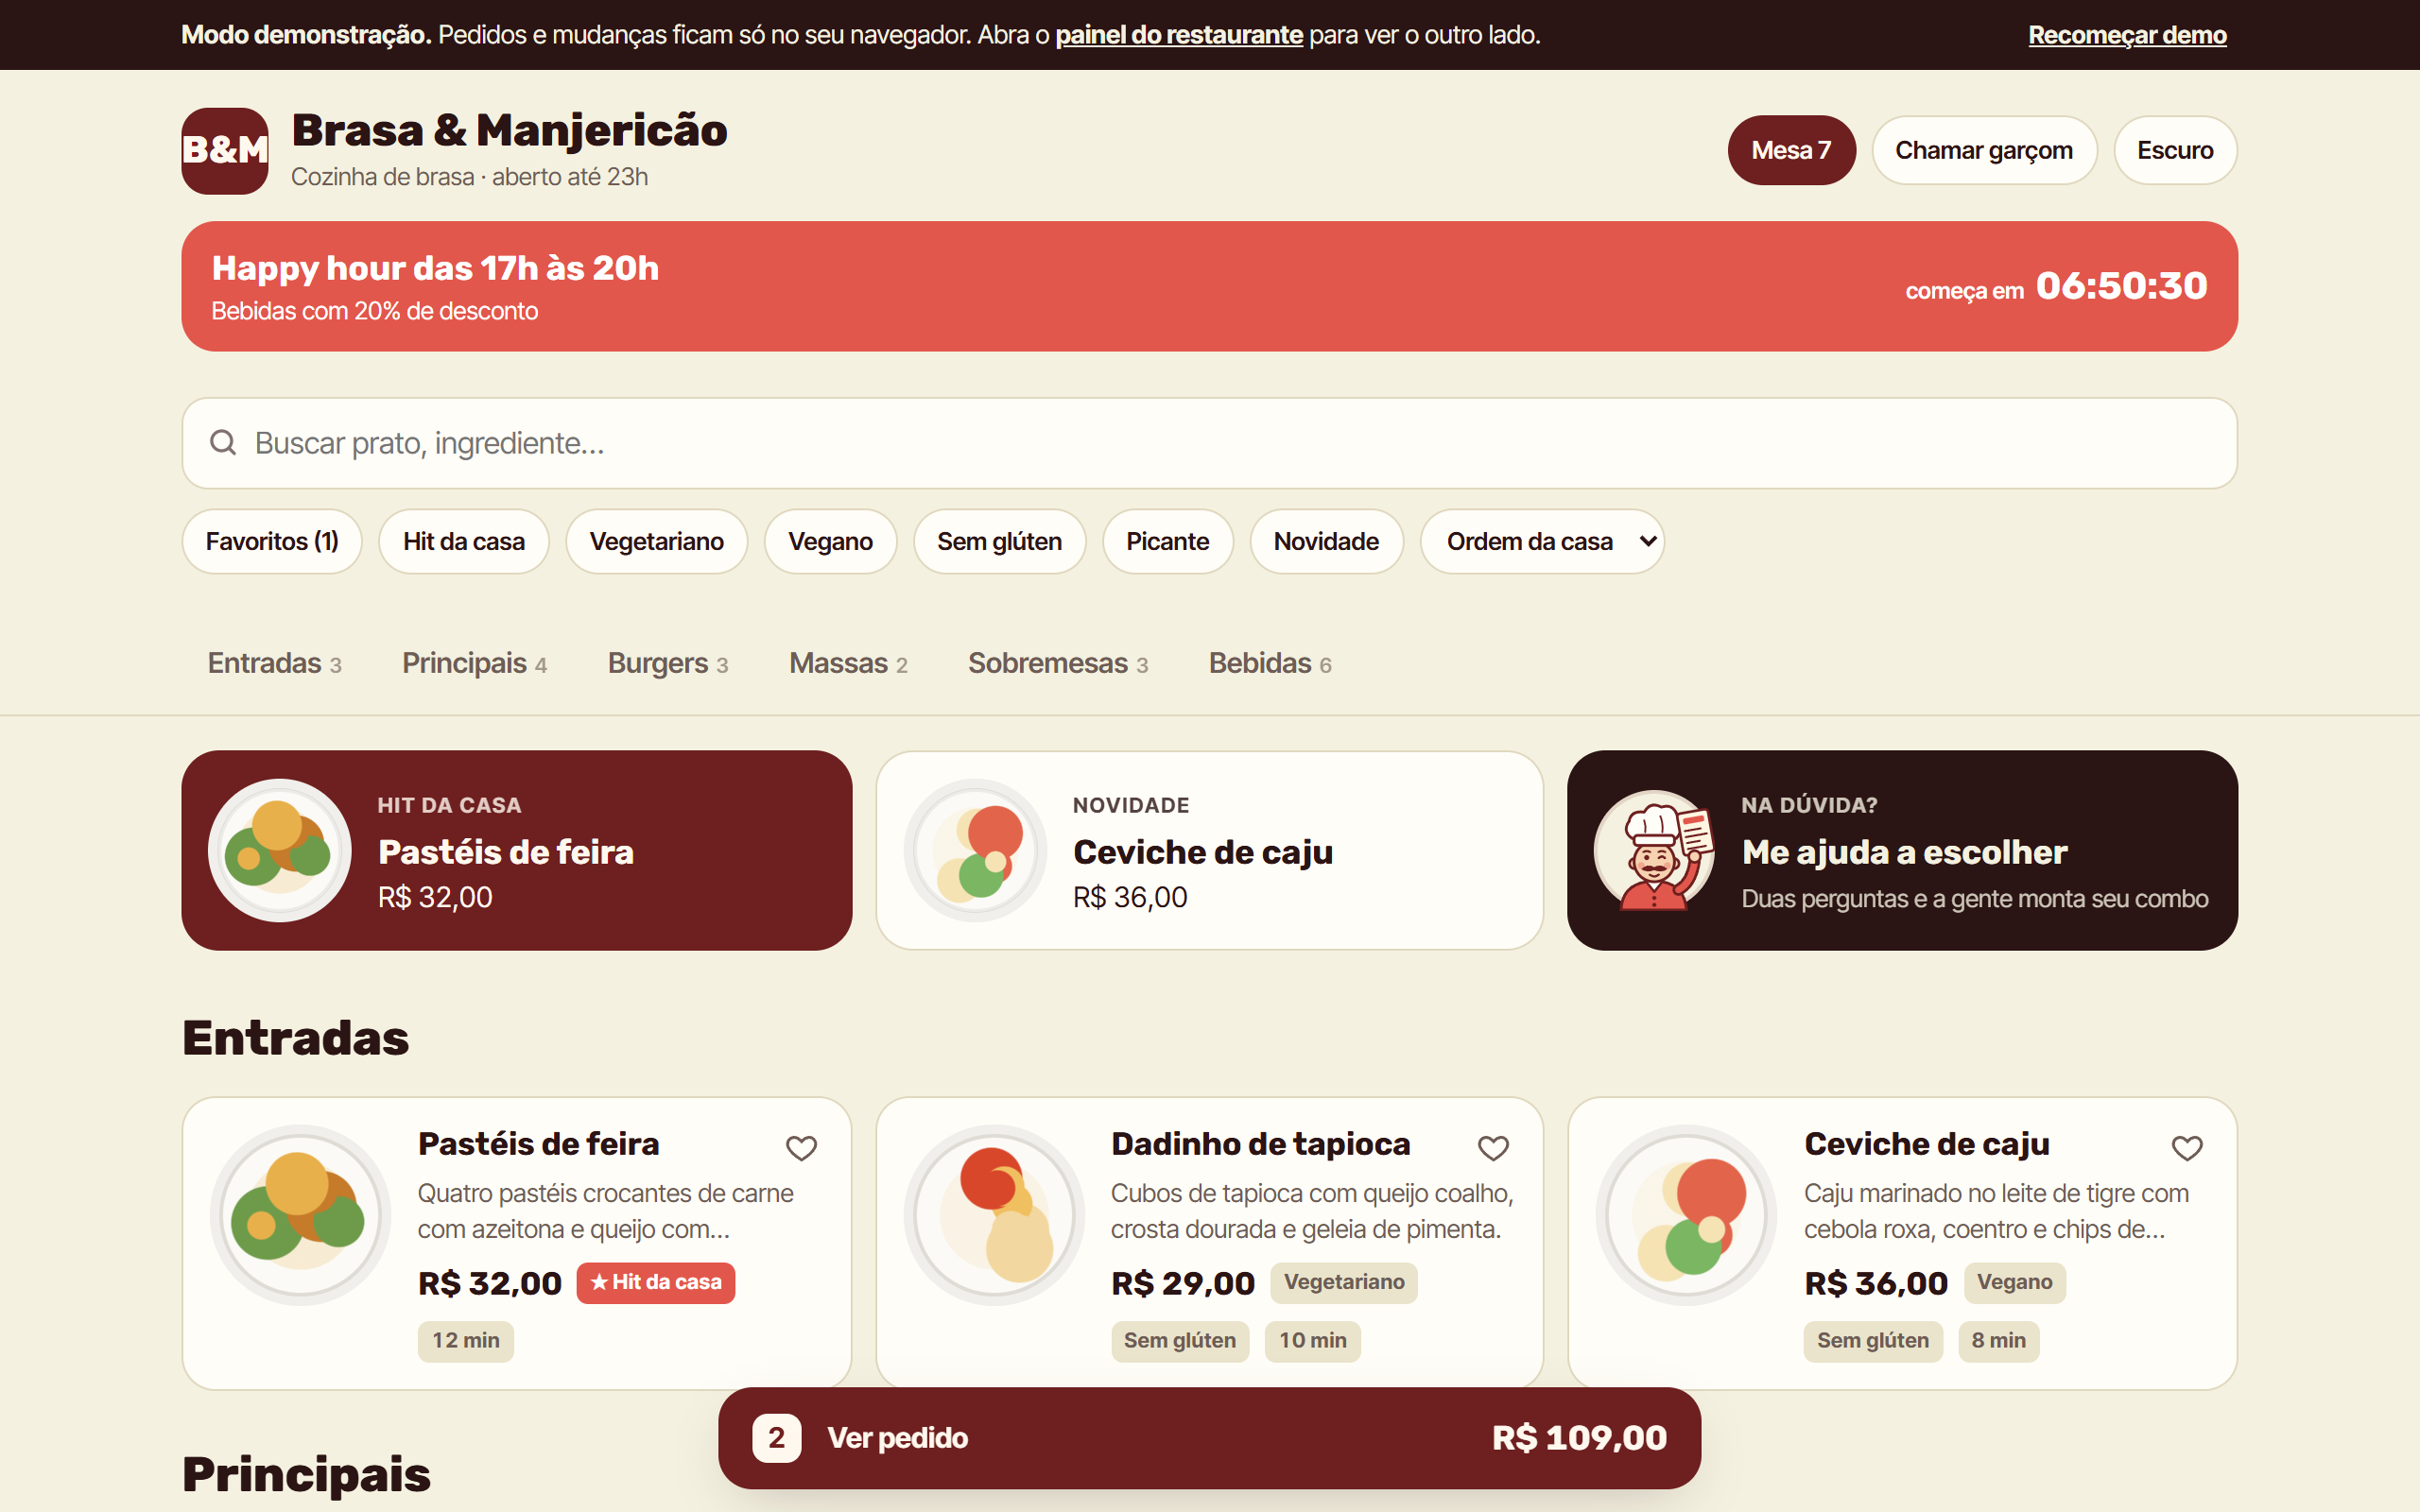 Modo demonstração. Pedidos e mudanças ficam só no seu navegador. Abra o painel do restaurante para ver o outro lado.
Recomeçar demo
B&M
Brasa & Manjericão
Cozinha de brasa · aberto até 23h
Mesa 7
Chamar garçom
Escuro
Happy hour das 17h às 20h
Bebidas com 20% de desconto
começa em 06:50:30
Buscar prato, ingrediente...
Favoritos (1)
Hit da casa
Vegetariano
Vegano
Sem glúten
Picante
Novidade
Ordem da casa
Entradas 3
Principais 4
Burgers 3
Massas 2
Sobremesas 3
Bebidas 6
HIT DA CASA
Pastéis de feira
R$ 32,00
NOVIDADE
Ceviche de caju
R$ 36,00
NA DÚVIDA?
Me ajuda a escolher
Duas perguntas e a gente monta seu combo
Entradas
Pastéis de feira
Quatro pastéis crocantes de carne
com azeitona e queijo com...
R$ 32,00
★ Hit da casa
12 min
Dadinho de tapioca
Cubos de tapioca com queijo coalho,
crosta dourada e geleia de pimenta.
R$ 29,00
Vegetariano
Sem glúten
10 min
Ceviche de caju
Caju marinado no leite de tigre com
cebola roxa, coentro e chips de...
R$ 36,00
Vegano
Sem glúten
8 min
2
Ver pedido
R$ 109,00
Principais